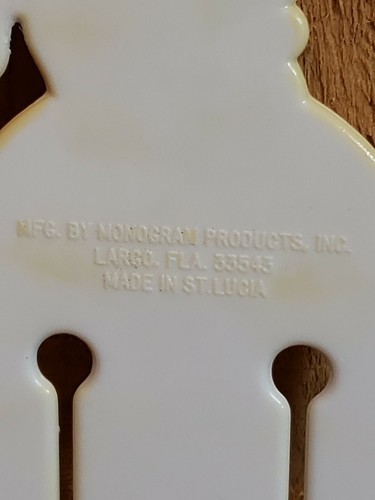 MFG. BY MONOGRAM PRODUCTS, INC.
LARGO, FLA. 33543
MADE IN ST.LUCIA